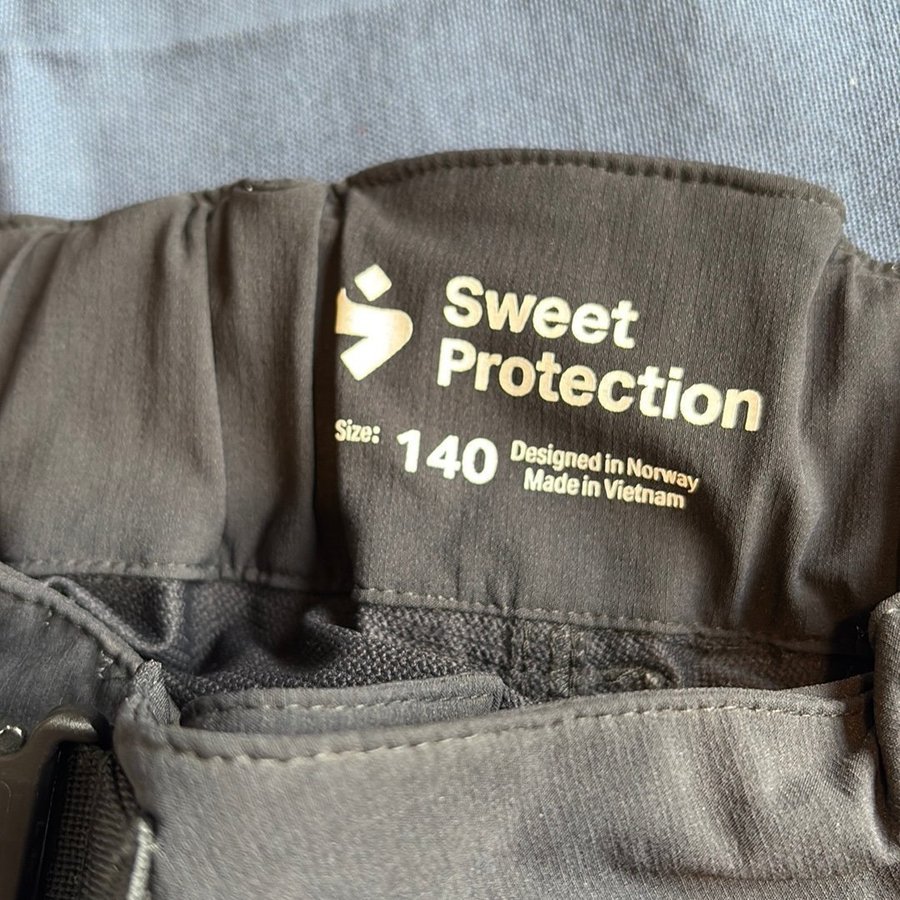 Sweet
Protection
Size: 140
Designed in Norway
Made in Vietnam